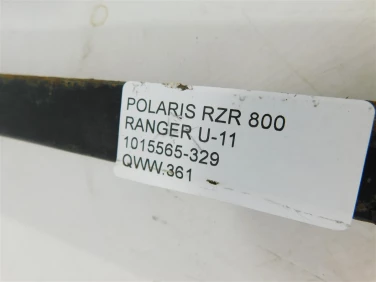 POLARIS RZR 800
RANGER U-11
1015565-329
QWW.361